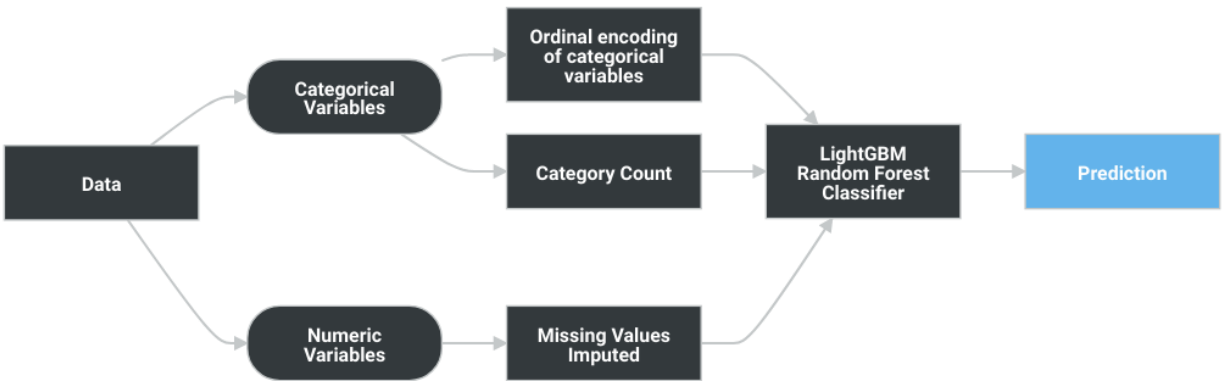 Data
Categorical
Variables
Numeric
Variables
Ordinal encoding
of categorical
variables
Category Count
Missing Values
Imputed
LightGBM
Random Forest
Classifier
Prediction